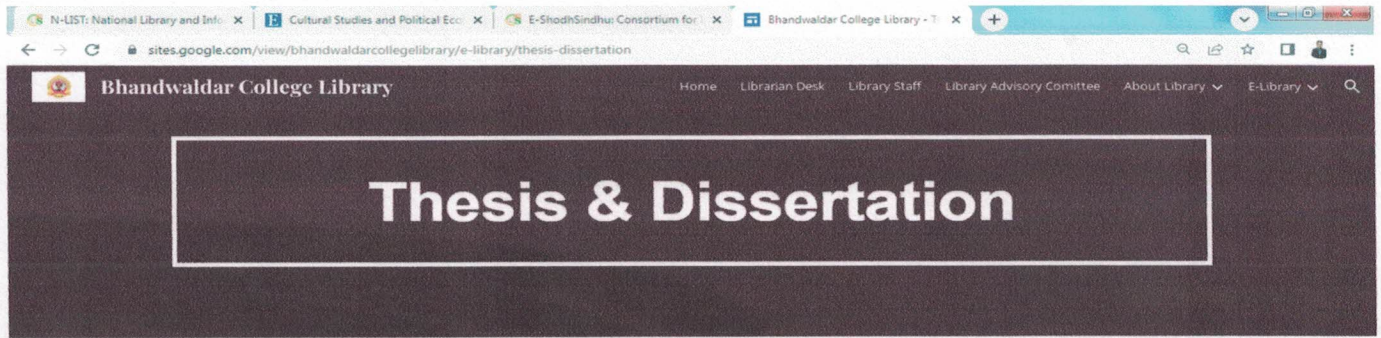 N-LIST: National Library and Info
Cultural Studies and Political Eco
E-ShodhSindhu: Consortium for
Bhandwaldar College Library - T
sites.google.com/view/bhandwaldarcollegelibrary/e-library/thesis-dissertation
Bhandwaldar College Library
Home
Librarian Desk
Library Staff
Library Advisory Comittee
About Library
E-Library
Thesis & Dissertation